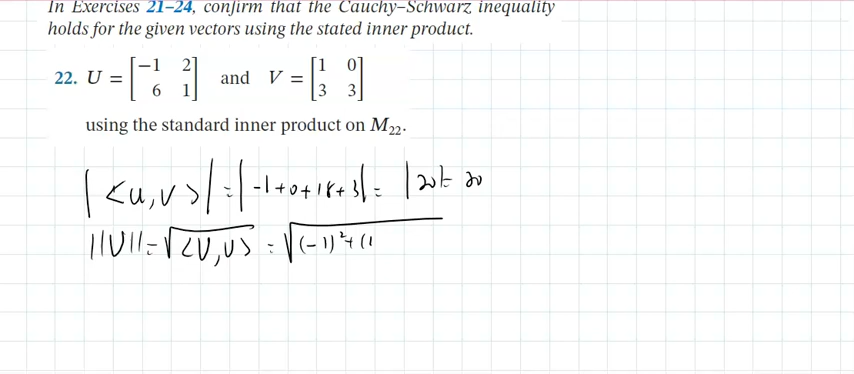 In Exercises 21–24, confirm that the Cauchy–Schwarz inequality
holds for the given vectors using the stated inner product.
22. U = [-1 2; 6 1] and V = [1 0; 3 3]
using the standard inner product on M₂₂.
|<u,v>| = |-1+0+18+3| = |20| = 20
||U|| = √<U,U> = √(-1)²+(